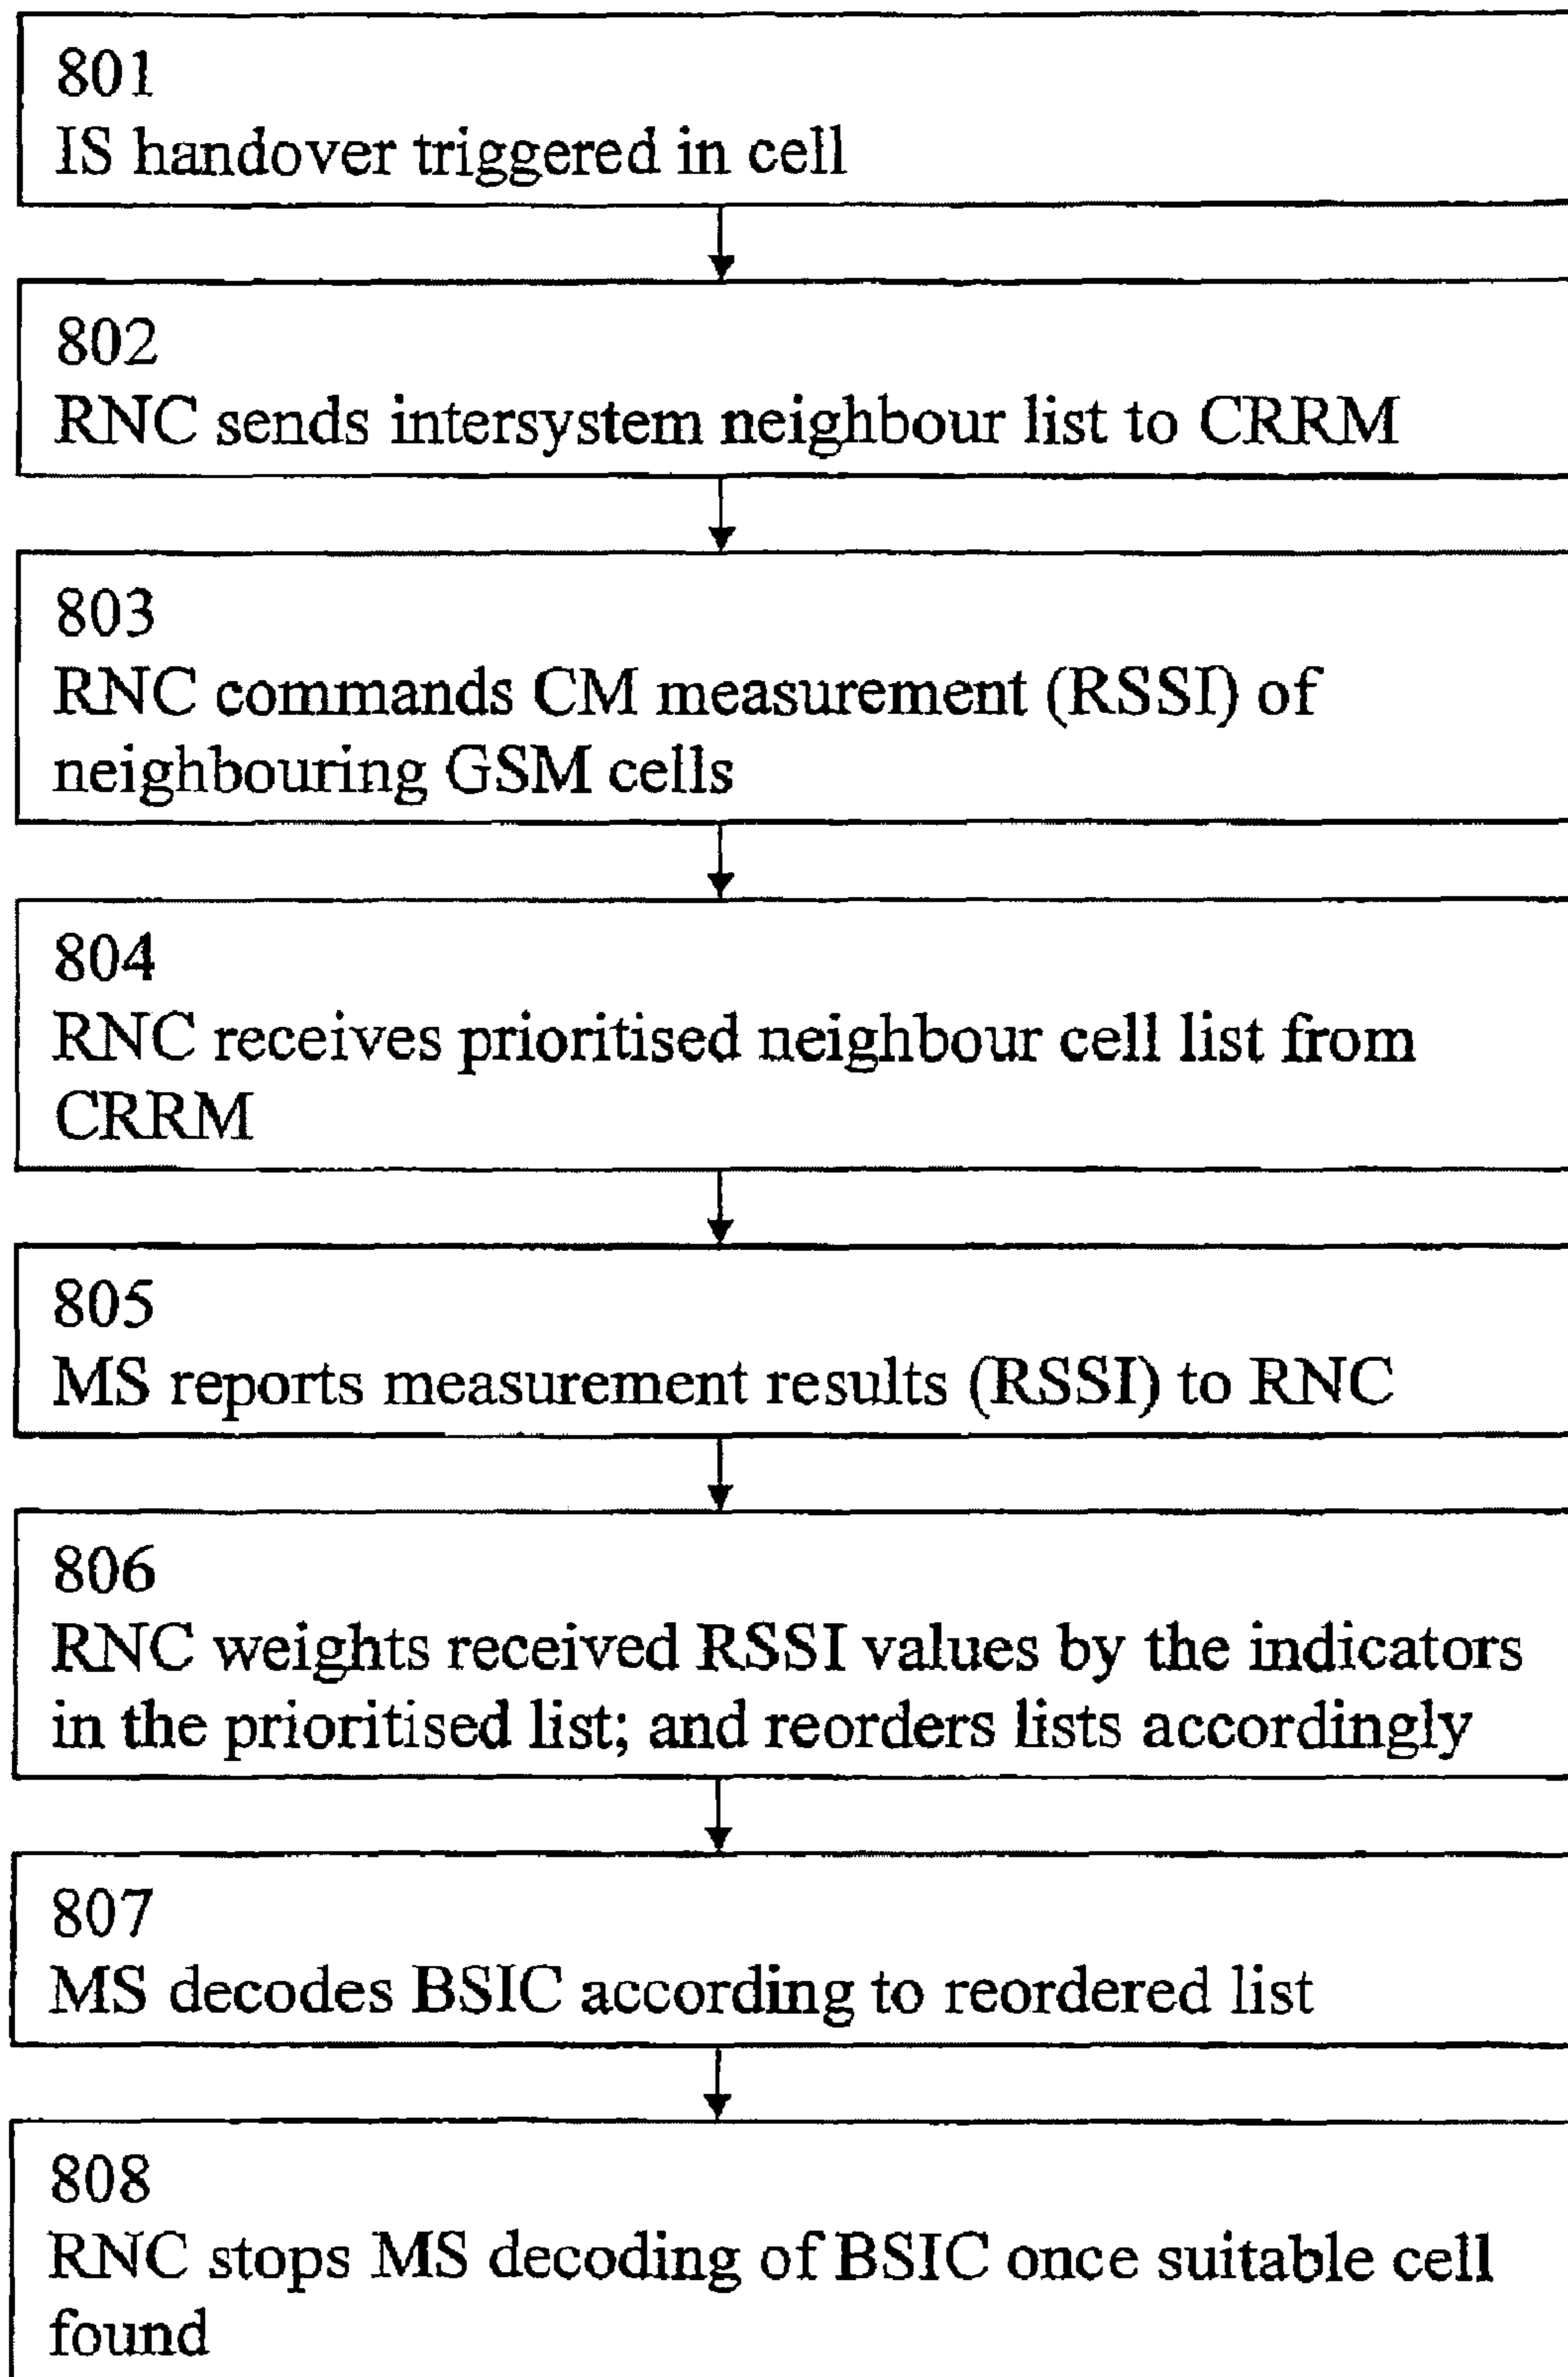 801
IS handover triggered in cell
802
RNC sends intersystem neighbour list to CRRM
803
RNC commands CM measurement (RSSI) of
neighbouring GSM cells
804
RNC receives prioritised neighbour cell list from
CRRM
805
MS reports measurement results (RSSI) to RNC
806
RNC weights received RSSI values by the indicators
in the prioritised list; and reorders lists accordingly
807
MS decodes BSIC according to reordered list
808
RNC stops MS decoding of BSIC once suitable cell
found